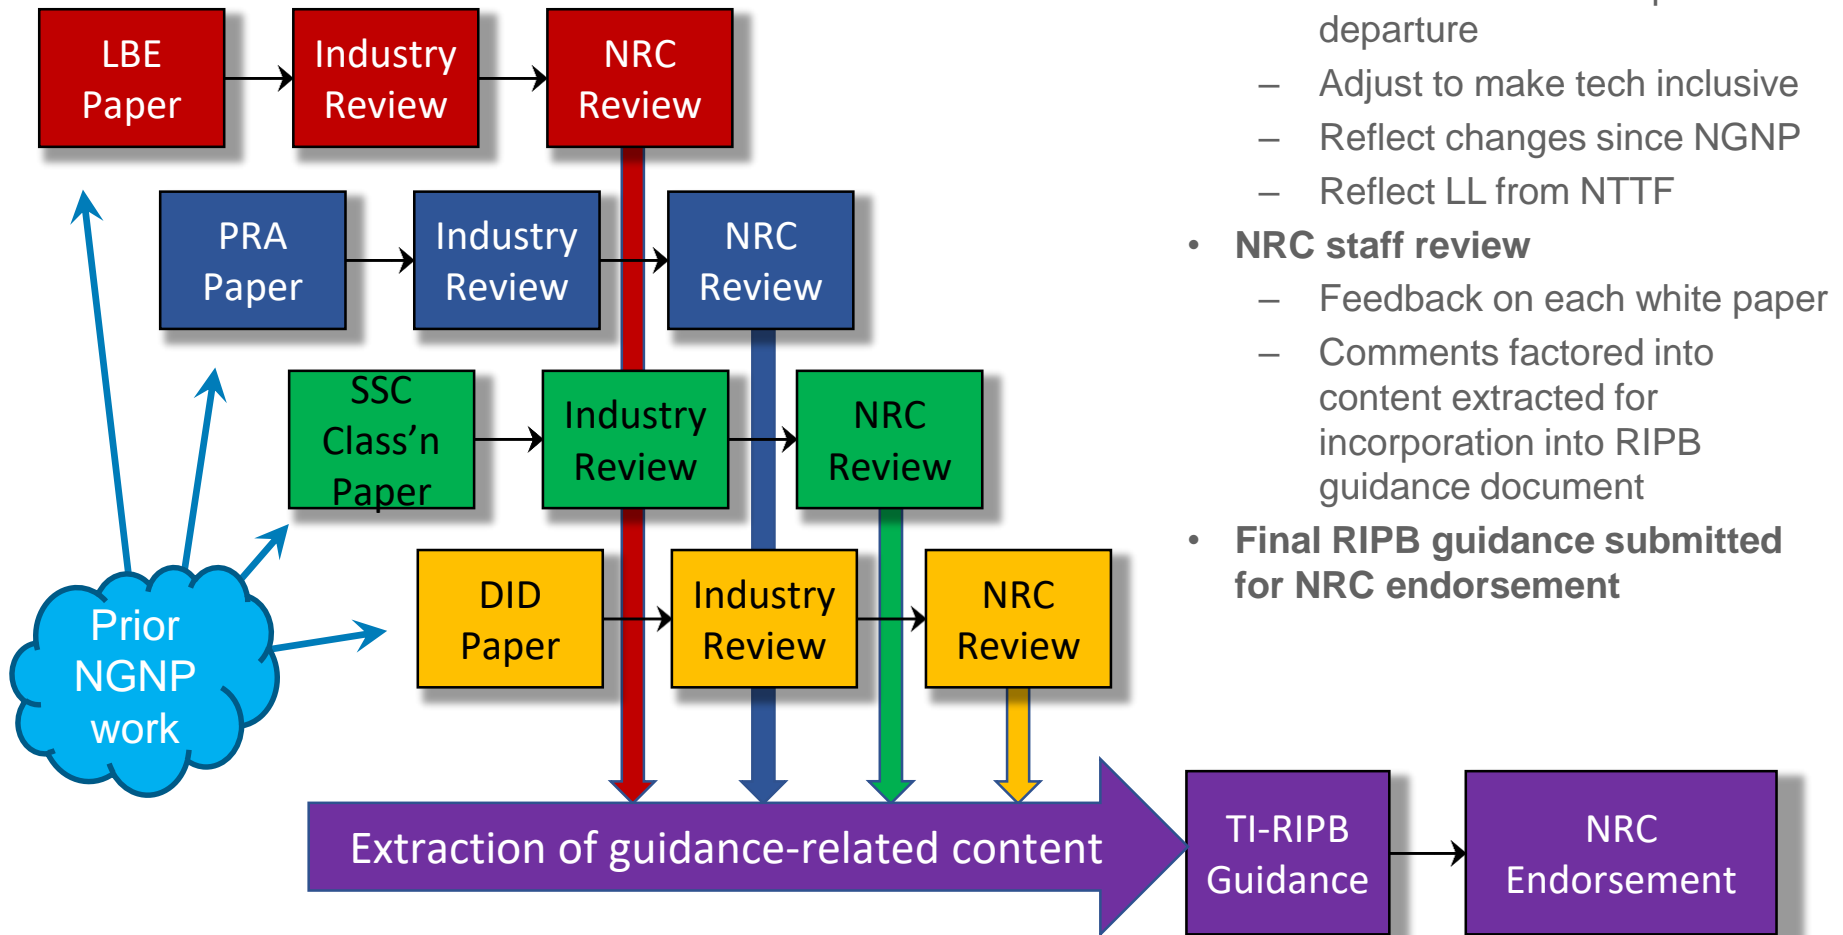 LBE
Paper
Industry
Review
NRC
Review
PRA
Paper
Industry
Review
NRC
Review
SSC
Class’n
Paper
Industry
Review
NRC
Review
DID
Paper
Industry
Review
NRC
Review
Prior
NGNP
work
Extraction of guidance-related content
TI-RIPB
Guidance
NRC
Endorsement
departure
– Adjust to make tech inclusive
– Reflect changes since NGNP
– Reflect LL from NTTF
• NRC staff review
– Feedback on each white paper
– Comments factored into
content extracted for
incorporation into RIPB
guidance document
• Final RIPB guidance submitted
for NRC endorsement